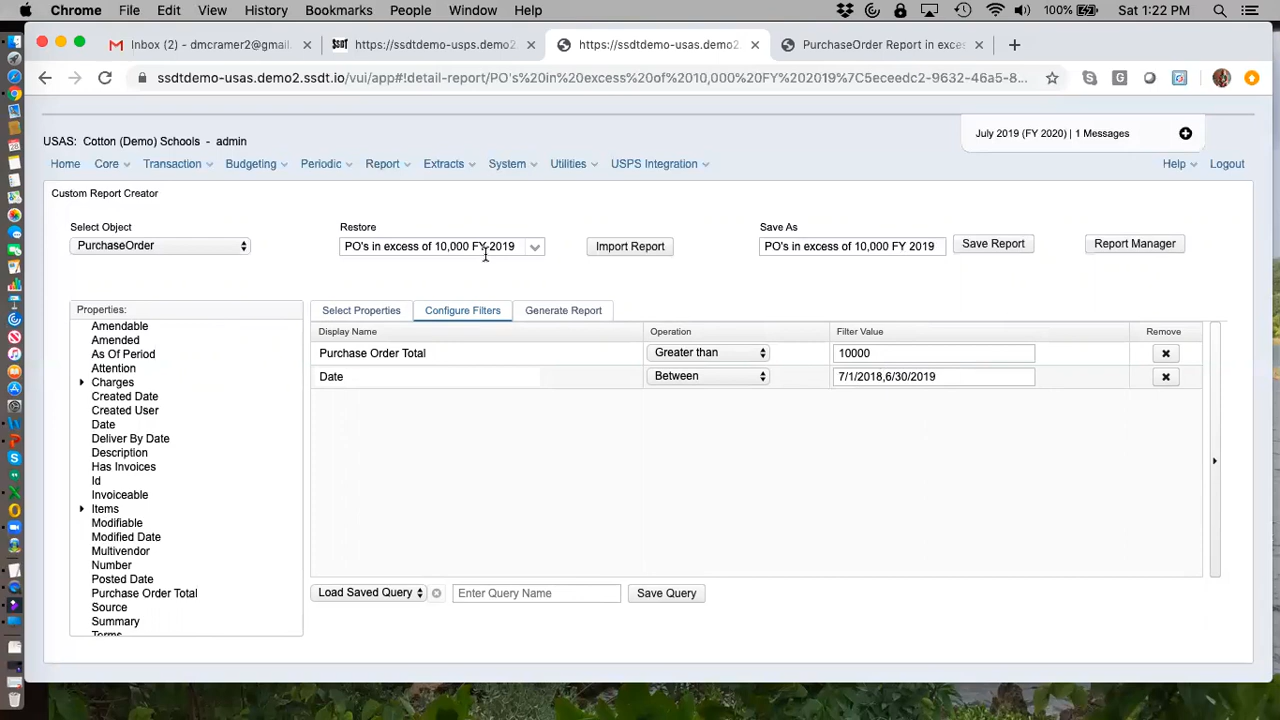 Chrome File Edit View History Bookmarks People Window Help 100% Sat 1:22 PM
Inbox (2) - dmcramer2@gmail. https://ssdtdemo-usps.demo2. https://ssdtdemo-usas.demo2. PurchaseOrder Report in exces
ssdtdemo-usas.demo2.ssdt.io/vui/app#!detail-report/PO's%20in%20excess%20of%2010,000%20FY%202019%7C5eceedc2-9632-46a5-8...
July 2019 (FY 2020) | 1 Messages
USAS: Cotton (Demo) Schools - admin
Home Core Transaction Budgeting Periodic Report Extracts System Utilities USPS Integration Help Logout
Custom Report Creator
Select Object Restore Save As
PurchaseOrder PO's in excess of 10,000 FY 2019 Import Report PO's in excess of 10,000 FY 2019 Save Report Report Manager
Properties: Select Properties Configure Filters Generate Report
Display Name Operation Filter Value Remove
Purchase Order Total Greater than 10000
Date Between 7/1/2018,6/30/2019
Amendable
Amended
As Of Period
Attention
Charges
Created Date
Created User
Date
Deliver By Date
Description
Has Invoices
Id
Invoiceable
Items
Modifiable
Modified Date
Multivendor
Number
Posted Date
Purchase Order Total
Source
Summary
Terms
Load Saved Query Enter Query Name Save Query